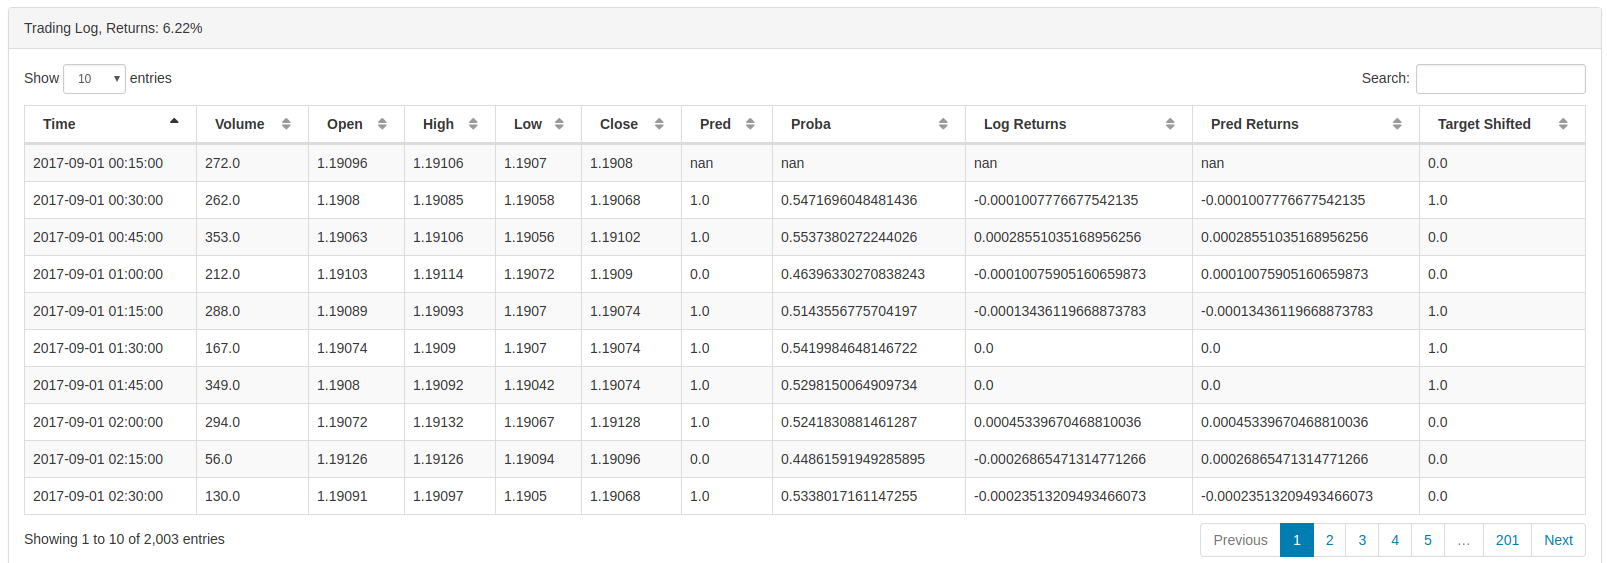 Trading Log, Returns: 6.22%
Show 10 entries Search:
Time Volume Open High Low Close Pred Proba Log Returns Pred Returns Target Shifted
2017-09-01 00:15:00 272.0 1.19096 1.19106 1.1907 1.1908 nan nan nan nan 0.0
2017-09-01 00:30:00 262.0 1.1908 1.19085 1.19058 1.19068 1.0 0.5471696048481436 -0.0001007776677542135 -0.0001007776677542135 1.0
2017-09-01 00:45:00 353.0 1.19063 1.19106 1.19056 1.19102 1.0 0.5537380272244026 0.00028551035168956256 0.00028551035168956256 0.0
2017-09-01 01:00:00 212.0 1.19103 1.19114 1.19072 1.1909 0.0 0.46396330270838243 -0.00010075905160659873 0.00010075905160659873 0.0
2017-09-01 01:15:00 288.0 1.19089 1.19093 1.1907 1.19074 1.0 0.5143556775704197 -0.00013436119668873783 -0.00013436119668873783 1.0
2017-09-01 01:30:00 167.0 1.19074 1.1909 1.1907 1.19074 1.0 0.5419984648146722 0.0 0.0 1.0
2017-09-01 01:45:00 349.0 1.1908 1.19092 1.19042 1.19074 1.0 0.5298150064909734 0.0 0.0 1.0
2017-09-01 02:00:00 294.0 1.19072 1.19132 1.19067 1.19128 1.0 0.5241830881461287 0.00045339670468810036 0.00045339670468810036 0.0
2017-09-01 02:15:00 56.0 1.19126 1.19126 1.19094 1.19096 0.0 0.44861591949285895 -0.00026865471314771266 0.00026865471314771266 0.0
2017-09-01 02:30:00 130.0 1.19091 1.19097 1.1905 1.19068 1.0 0.5338017161147255 -0.00023513209493466073 -0.00023513209493466073 0.0
Showing 1 to 10 of 2,003 entries Previous 1 2 3 4 5 … 201 Next